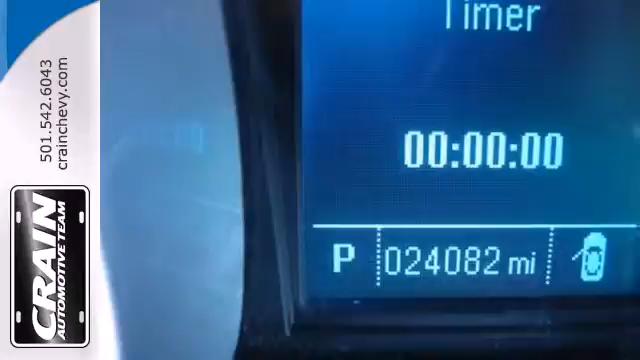 501.542.6043
crainchevy.com
CRAIN
AUTOMOTIVE TEAM
Timer
00:00:00
P 024082 mi